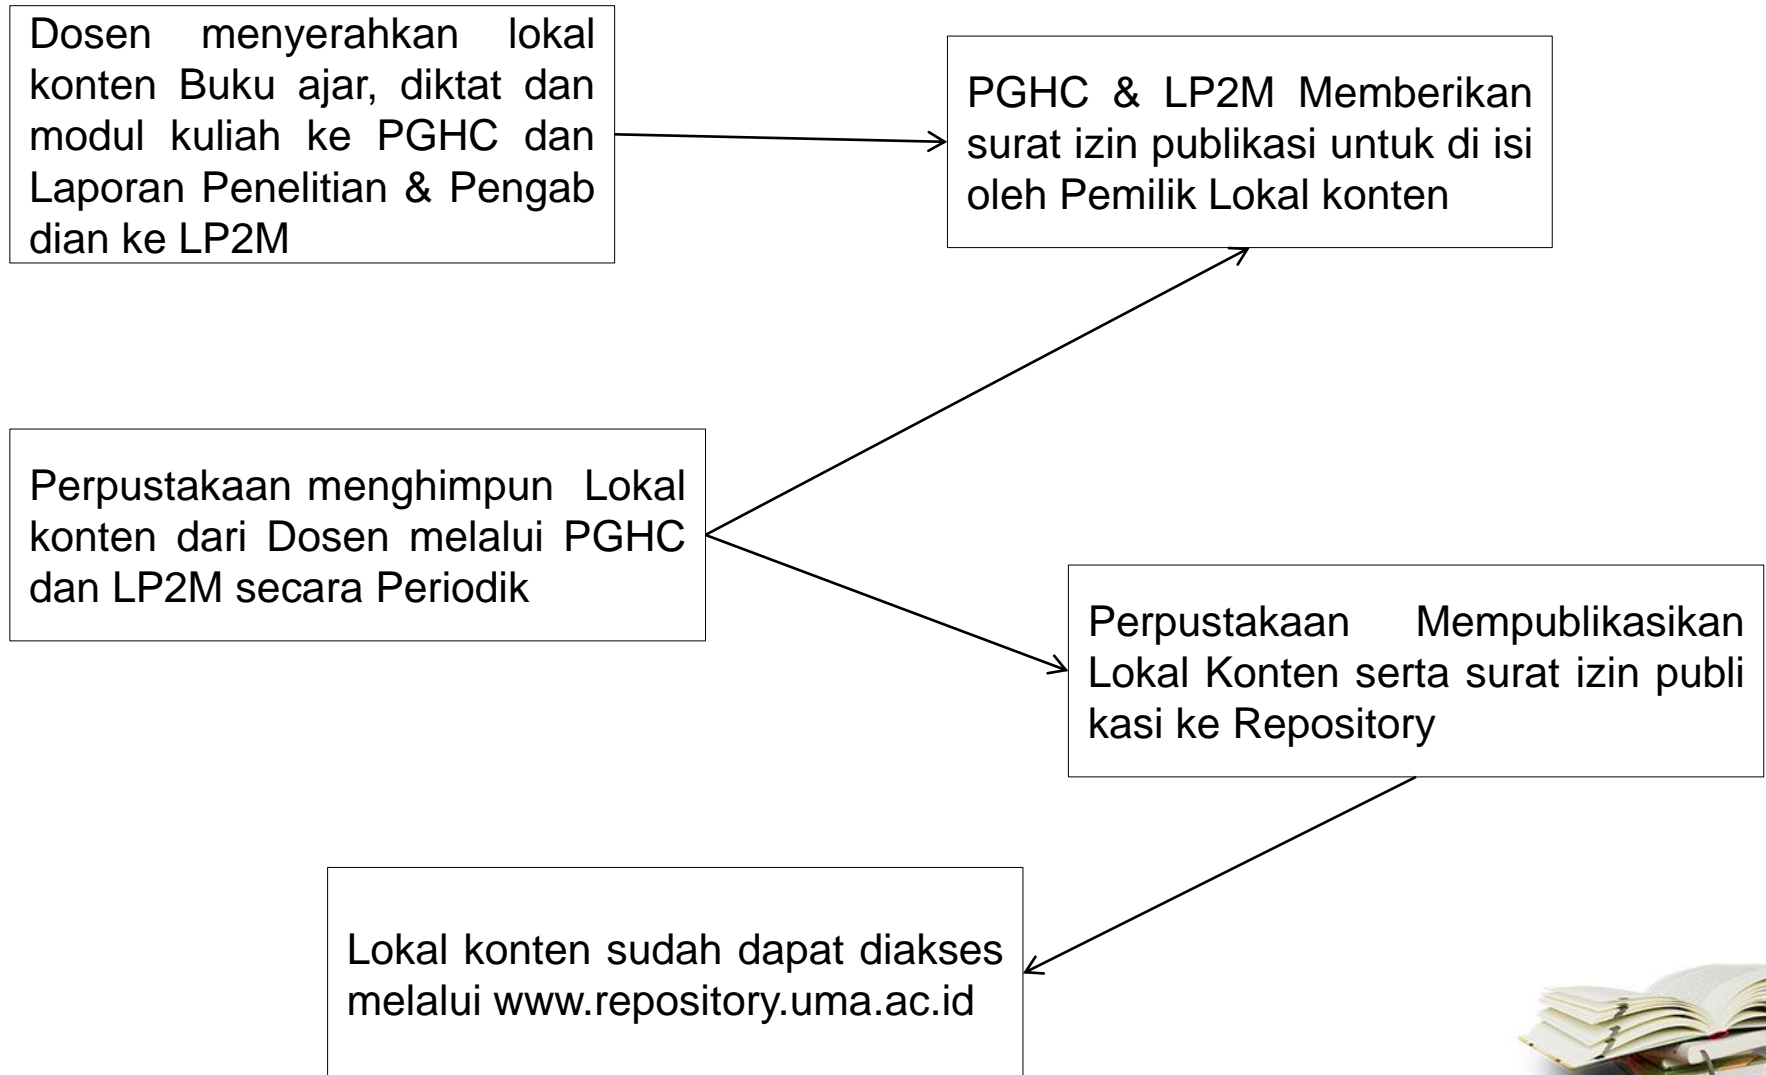 Dosen menyerahkan lokal
konten Buku ajar, diktat dan
modul kuliah ke PGHC dan
Laporan Penelitian & Pengab
dian ke LP2M
PGHC & LP2M Memberikan
surat izin publikasi untuk di isi
oleh Pemilik Lokal konten
Perpustakaan menghimpun Lokal
konten dari Dosen melalui PGHC
dan LP2M secara Periodik
Perpustakaan Mempublikasikan
Lokal Konten serta surat izin publi
kasi ke Repository
Lokal konten sudah dapat diakses
melalui www.repository.uma.ac.id